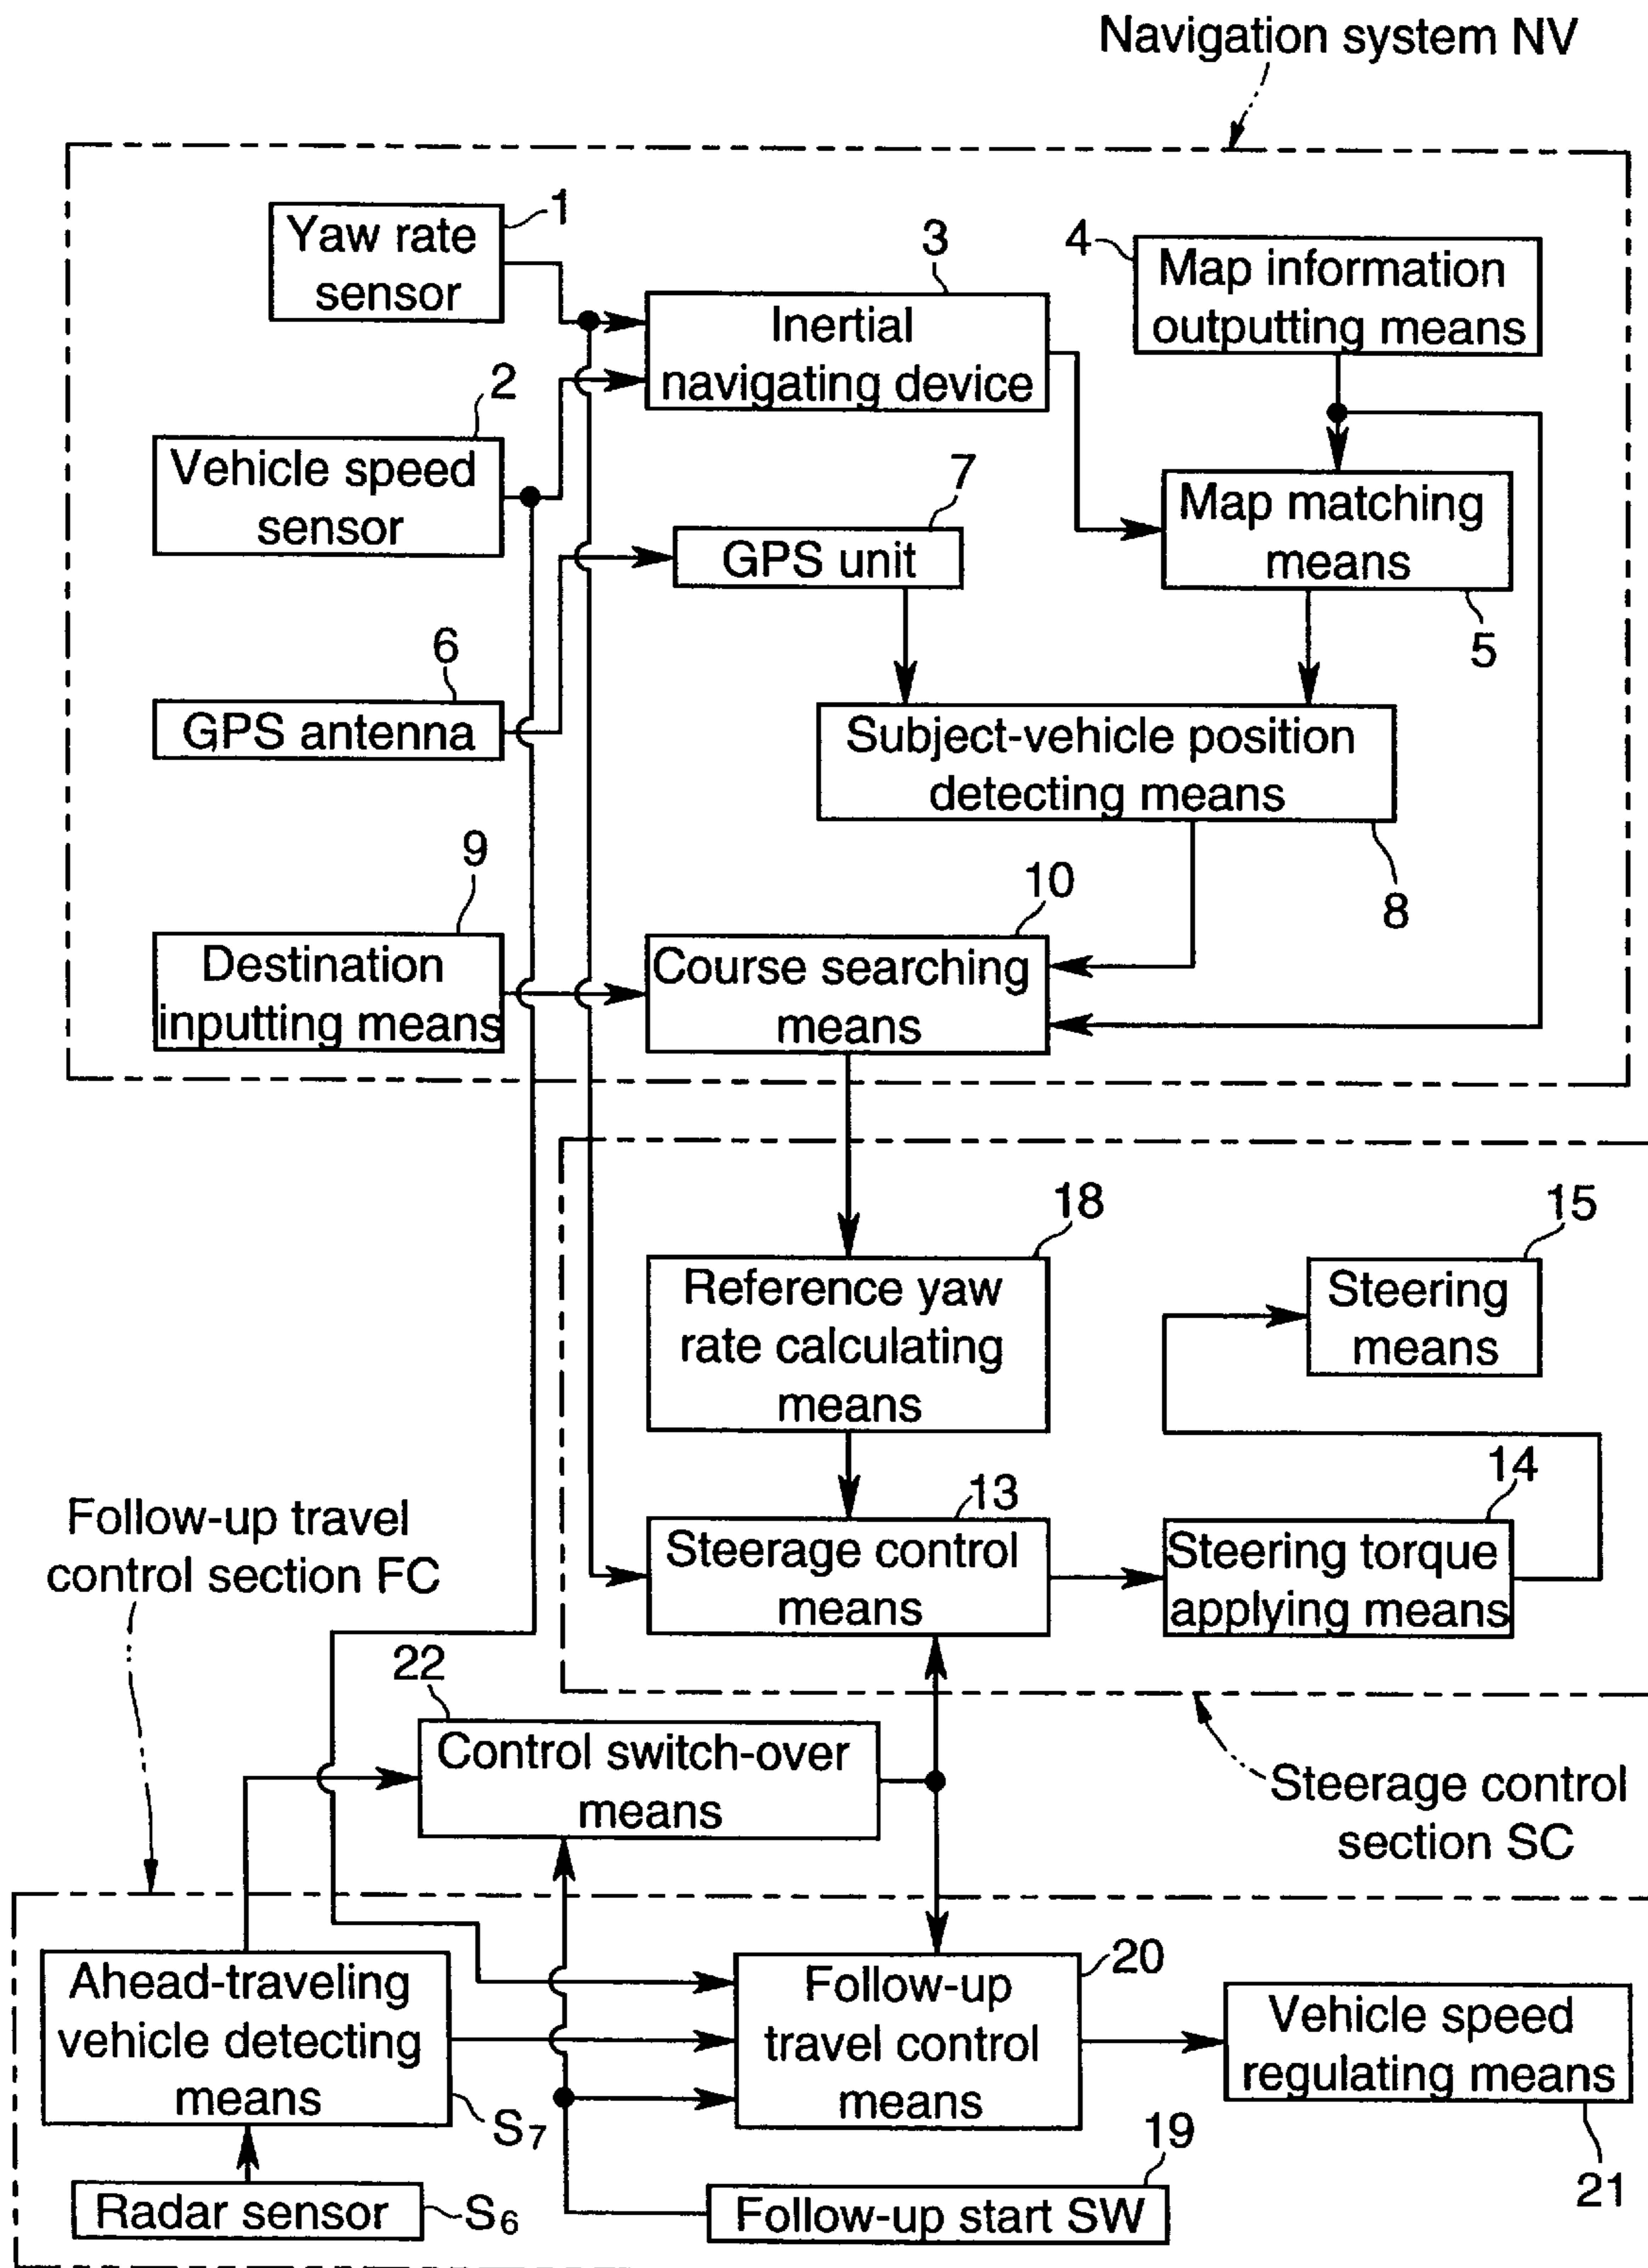 Navigation system NV
1
Yaw rate
sensor
3
Inertial
navigating device
4
Map information
outputting means
2
Vehicle speed
sensor
7
GPS unit
Map matching
means
5
6
GPS antenna
Subject-vehicle position
detecting means
8
9
Destination
inputting means
10
Course searching
means
18
Reference yaw
rate calculating
means
15
Steering
means
13
Steerage control
means
14
Steering torque
applying means
Follow-up travel
control section FC
22
Control switch-over
means
Steerage control
section SC
Ahead-traveling
vehicle detecting
means
S7
20
Follow-up
travel control
means
Vehicle speed
regulating means
21
Radar sensor
S6
19
Follow-up start SW